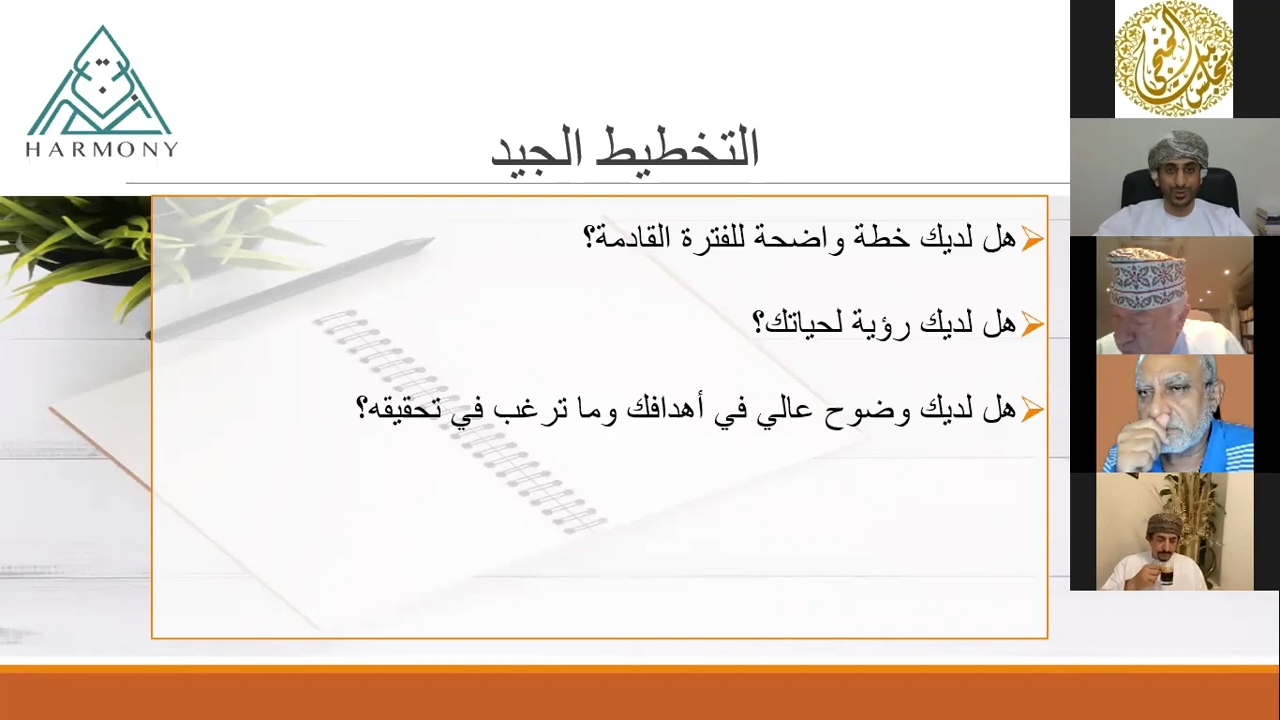 HARMONY
التخطيط الجيد
هل لديك خطة واضحة للفترة القادمة؟
هل لديك رؤية لحياتك؟
هل لديك وضوح عالي في أهدافك وما ترغب في تحقيقه؟